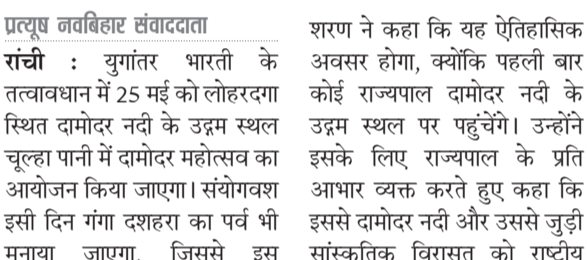 प्रत्यूष नवबिहार संवाददाता
रांची : युगांतर भारती के
तत्वावधान में 25 मई को लोहरदगा
स्थित दामोदर नदी के उद्गम स्थल
चूल्हा पानी में दामोदर महोत्सव का
आयोजन किया जाएगा। संयोगवश
इसी दिन गंगा दशहरा का पर्व भी
मनाया जाएगा, जिससे इस
शरण ने कहा कि यह ऐतिहासिक
अवसर होगा, क्योंकि पहली बार
कोई राज्यपाल दामोदर नदी के
उद्गम स्थल पर पहुंचेंगे। उन्होंने
इसके लिए राज्यपाल के प्रति
आभार व्यक्त करते हुए कहा कि
इससे दामोदर नदी और उससे जुड़ी
सांस्कृतिक विरासत को राष्ट्रीय